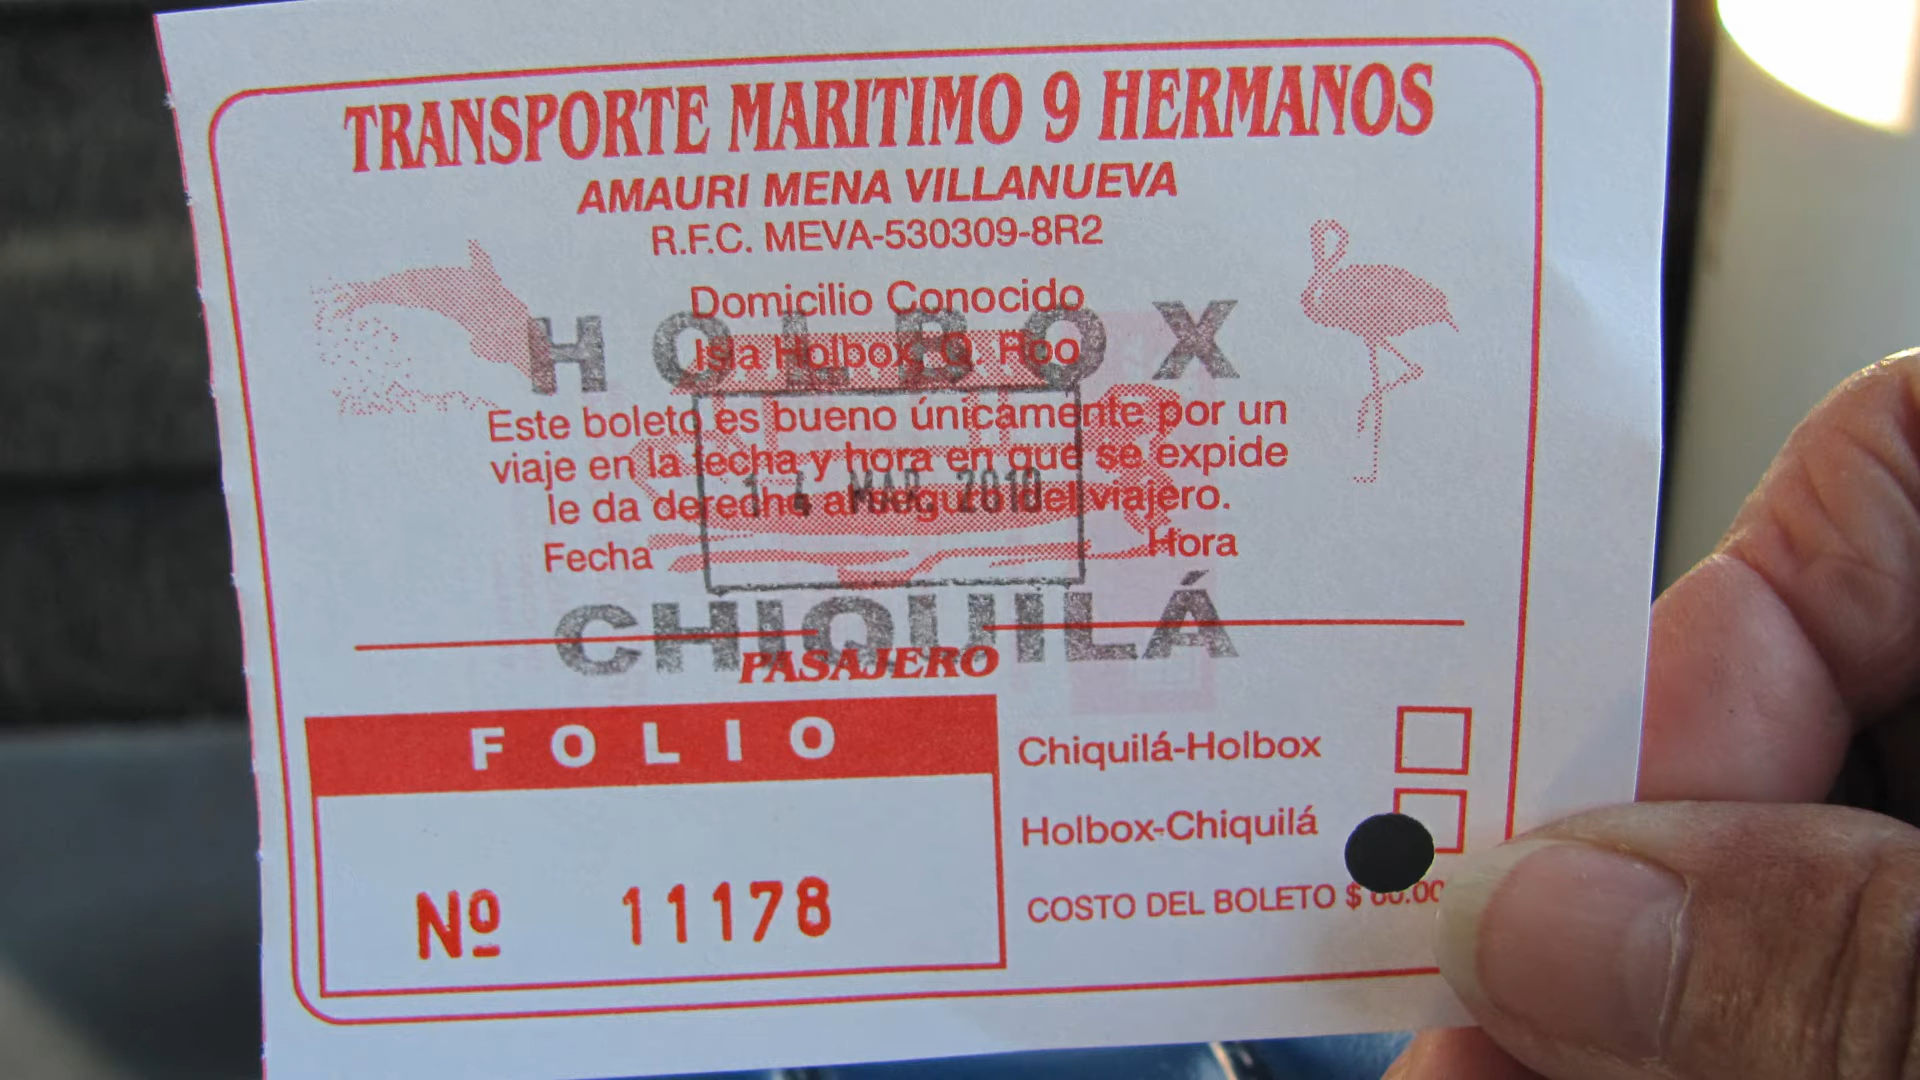 TRANSPORTE MARITIMO 9 HERMANOS
AMAURI MENA VILLANUEVA
R.F.C. MEVA-530309-8R2
Domicilio Conocido
HOLBOX
Isla Holbox, Q. Roo
Este boleto es bueno únicamente por un
viaje en la fecha y hora en que se expide
le da derecho al seguro del viajero.
14 MAR. 2010
Fecha Hora
CHIQUILÁ
PASAJERO
FOLIO
Chiquilá-Holbox
Holbox-Chiquilá
Nº 11178
COSTO DEL BOLETO $